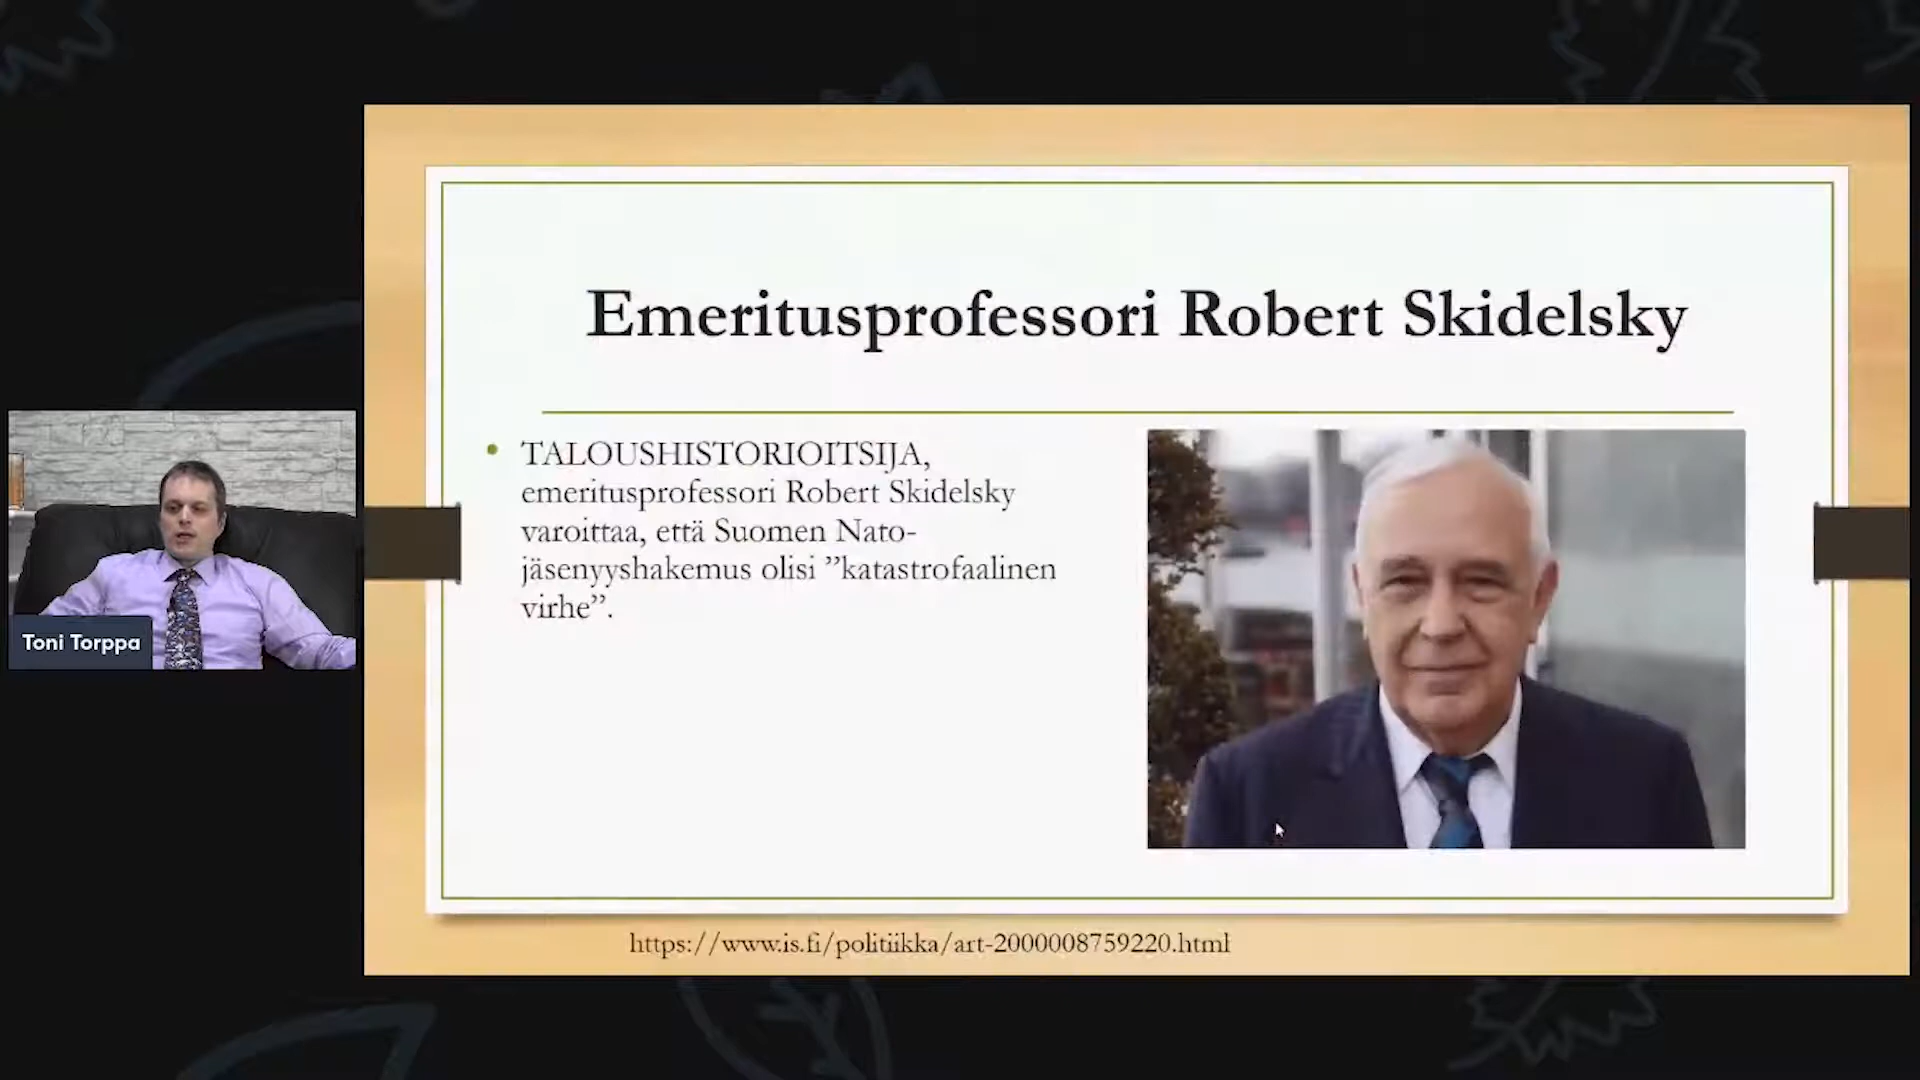 Emeritusprofessori Robert Skidelsky
TALOUSHISTORIOITSIJA,
emeritusprofessori Robert Skidelsky
varoittaa, että Suomen Nato-
jäsenyyshakemus olisi ”katastrofaalinen
virhe”.
Toni Torppa
https://www.is.fi/politiikka/art-2000008759220.html